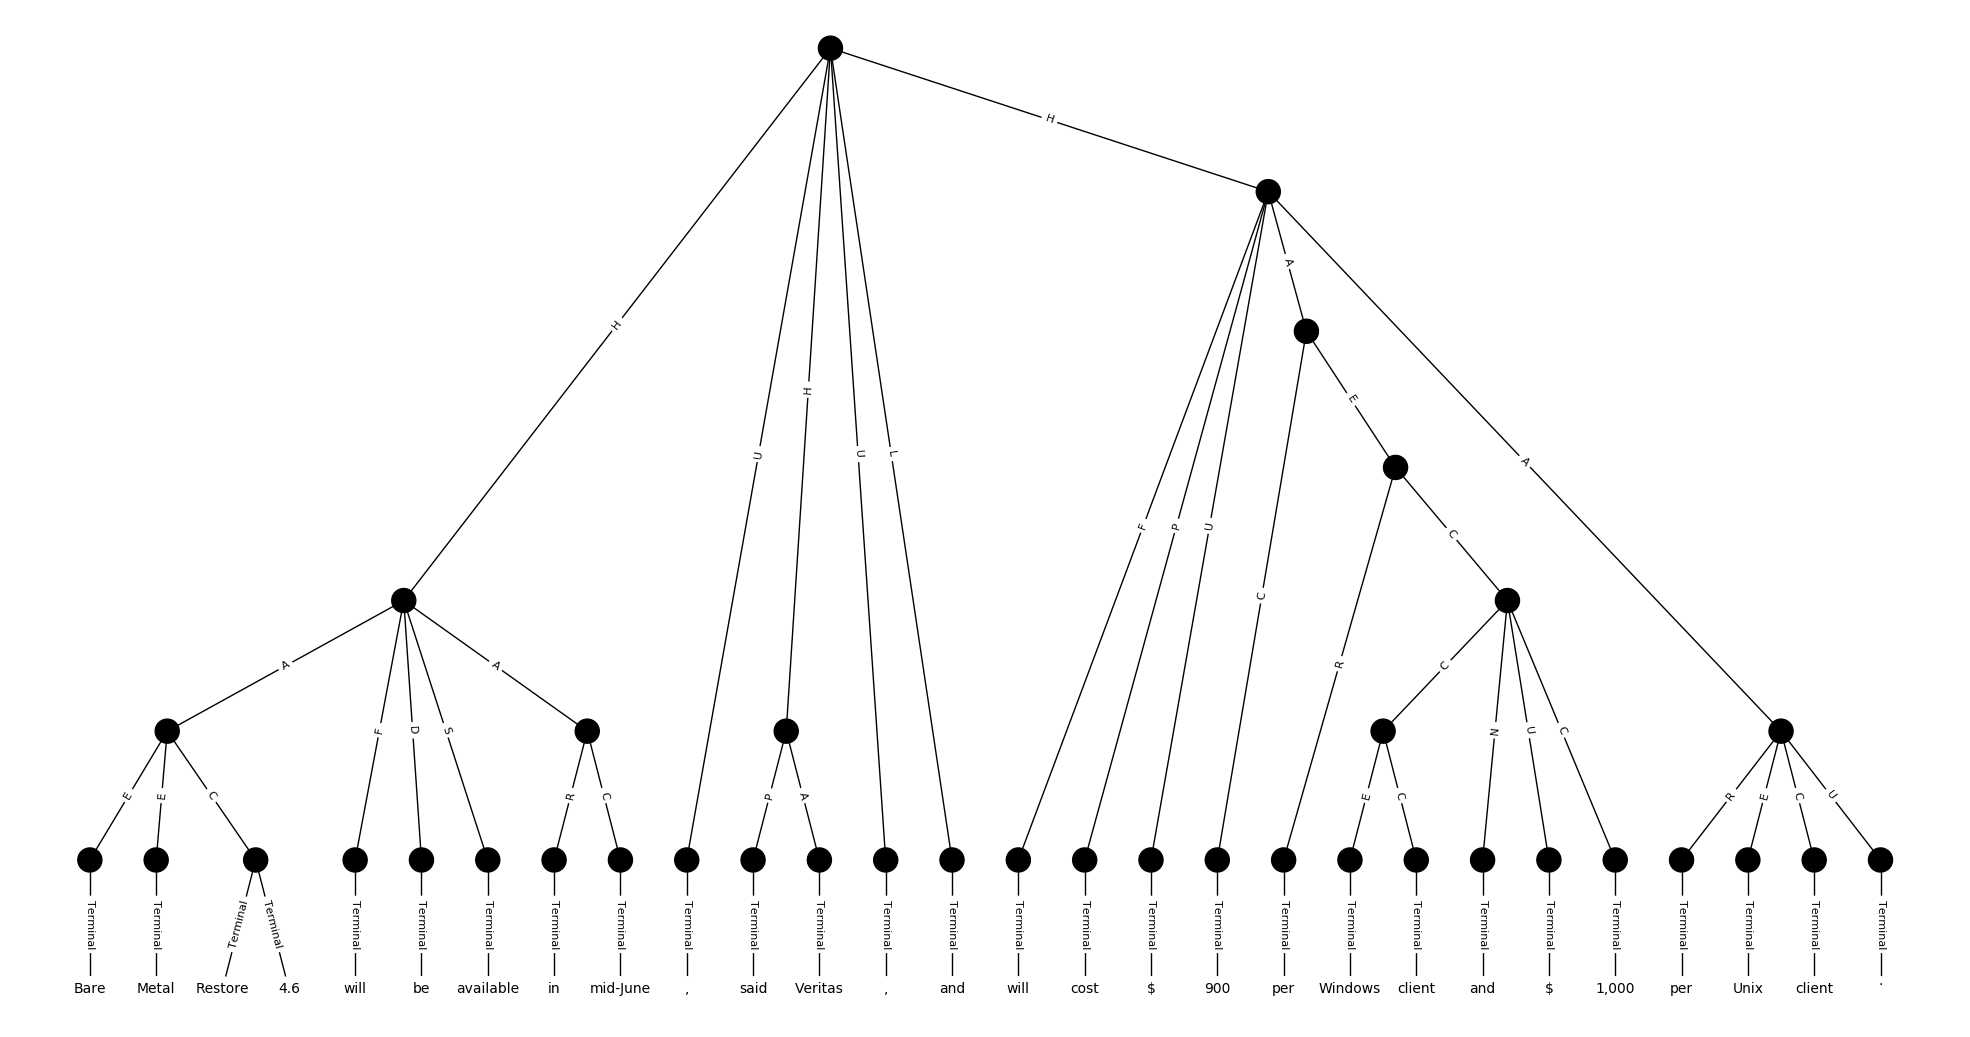 H
H
U
H
U
L
F
P
U
A
A
C
E
R
C
C
N
U
C
A
F
D
S
A
E
E
C
R
C
P
A
E
C
R
E
C
U
Terminal Terminal Terminal Terminal Terminal Terminal Terminal Terminal Terminal Terminal Terminal Terminal Terminal Terminal Terminal Terminal Terminal Terminal Terminal Terminal Terminal Terminal Terminal Terminal Terminal Terminal Terminal Terminal
Bare Metal Restore 4.6 will be available in mid-June , said Veritas , and will cost $ 900 per Windows client and $ 1,000 per Unix client .